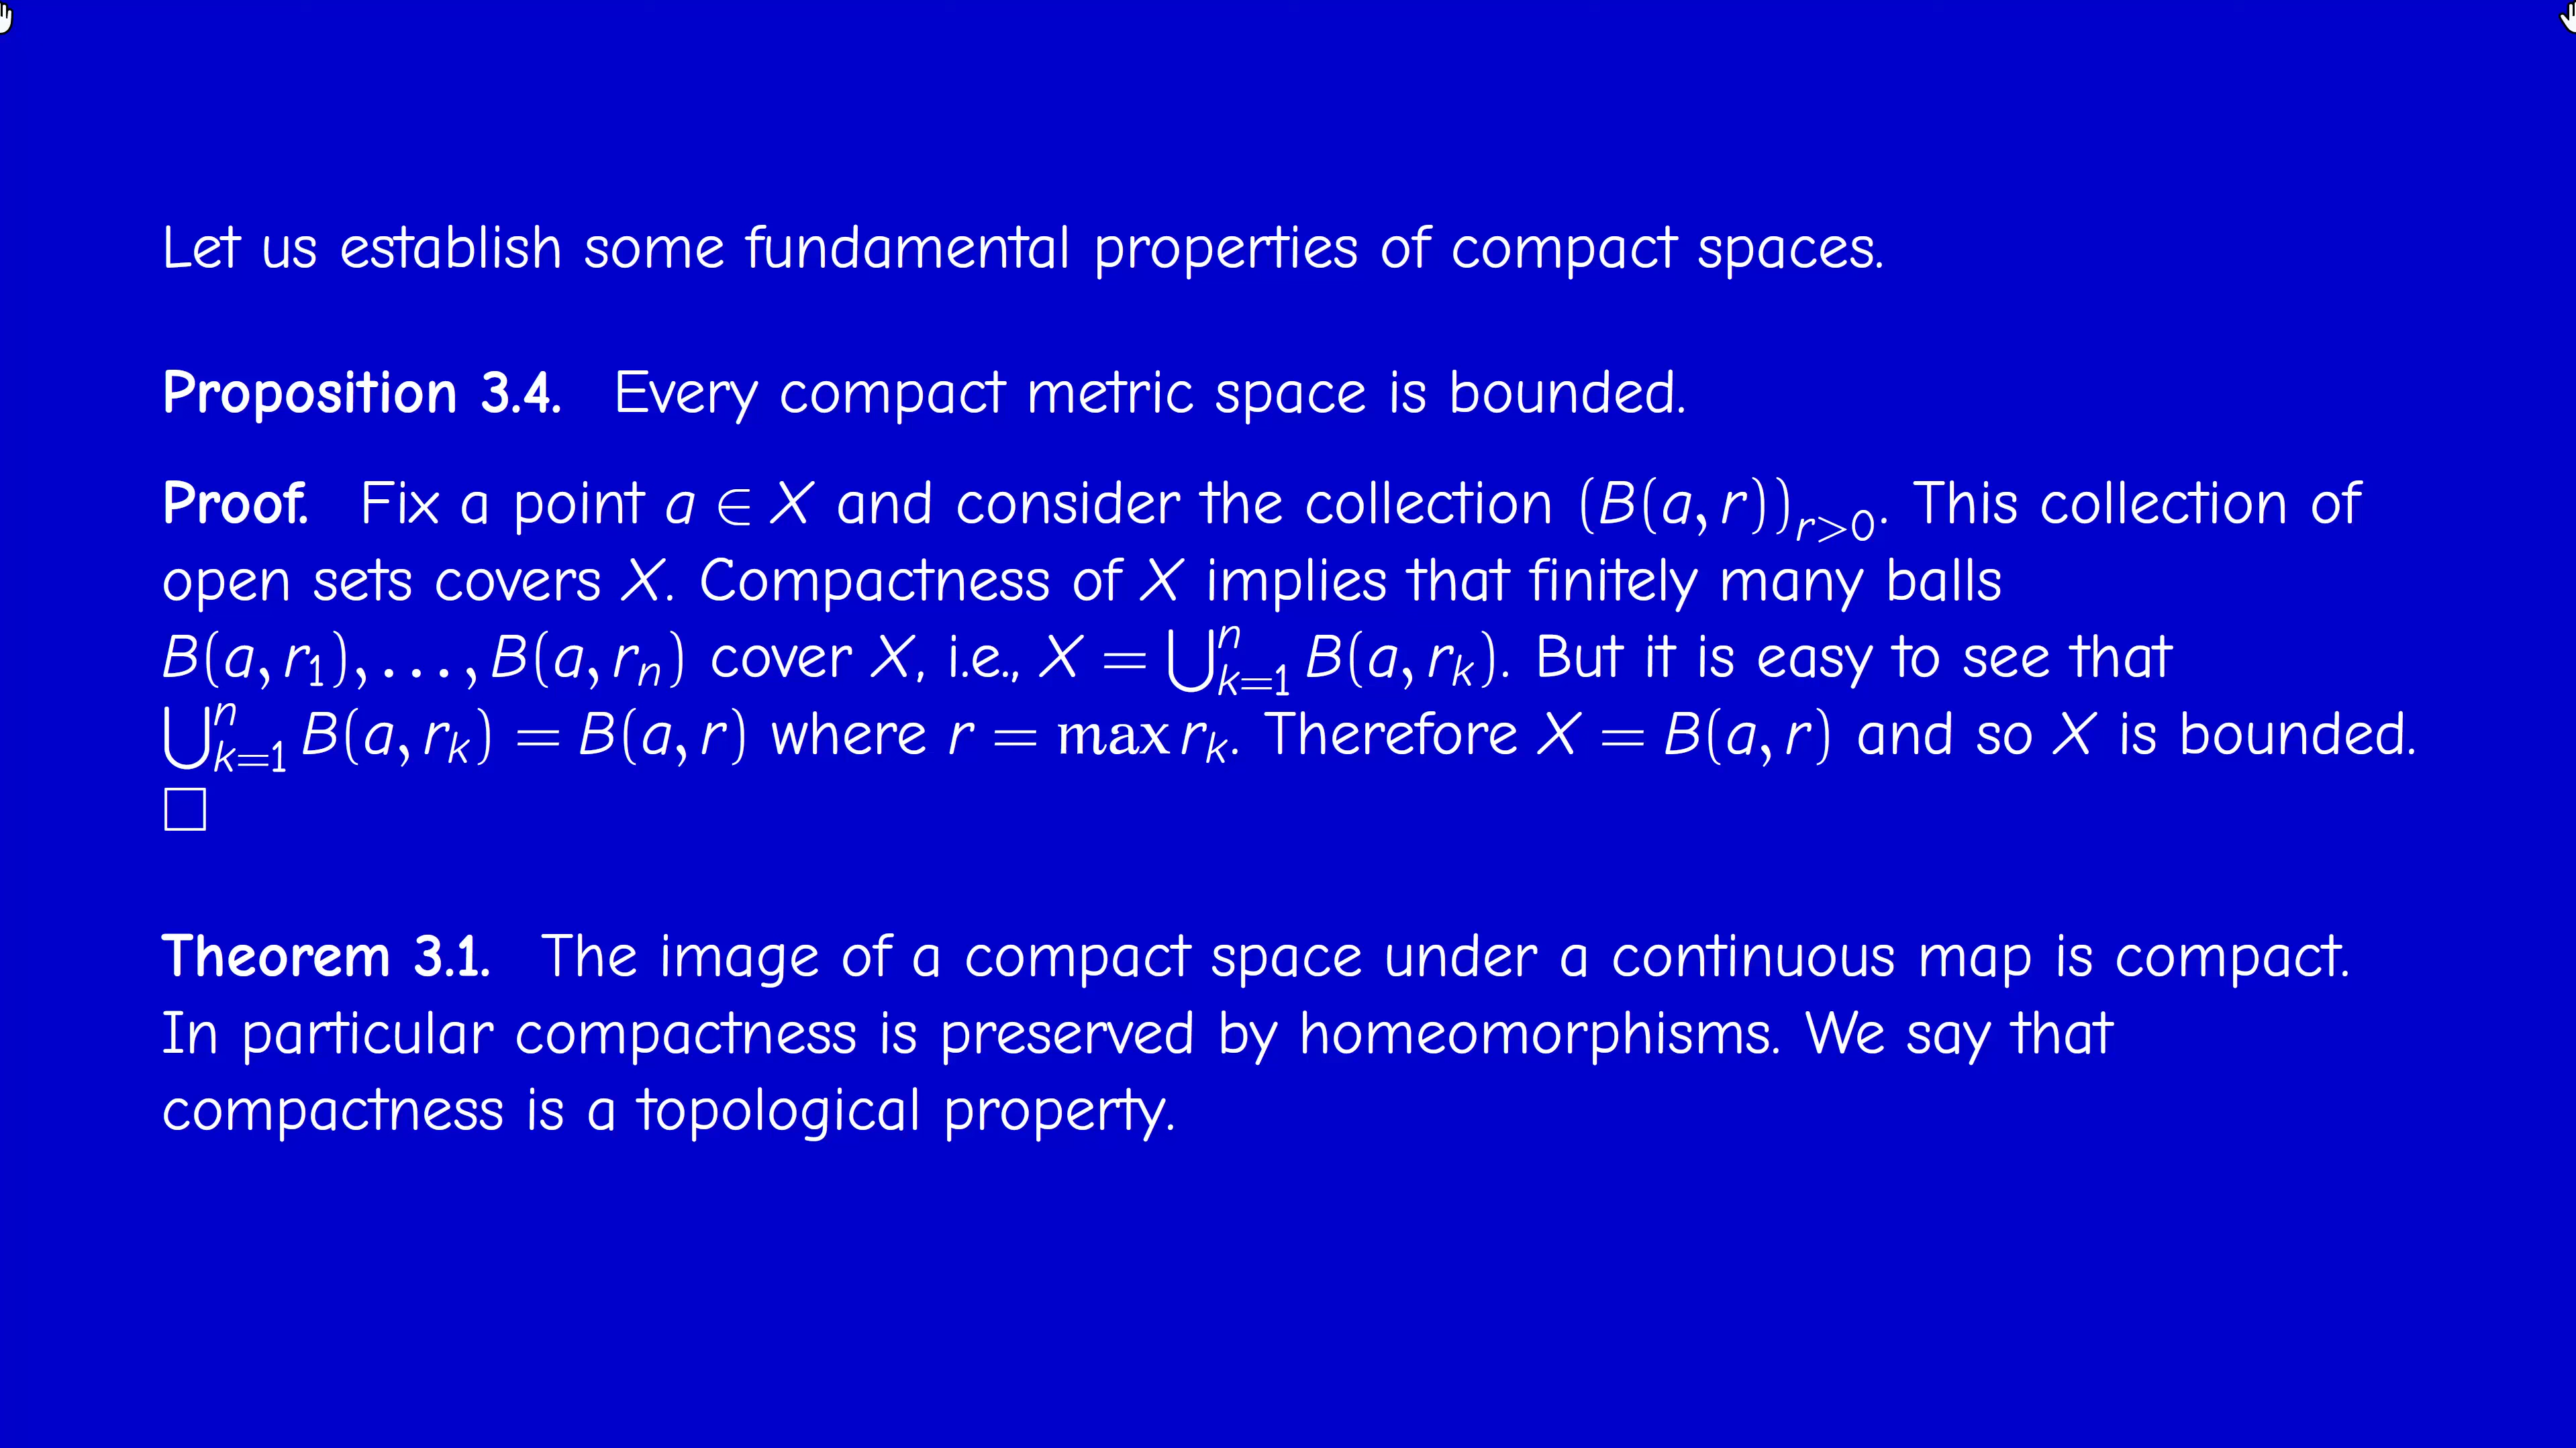 Let us establish some fundamental properties of compact spaces.
Proposition 3.4. Every compact metric space is bounded.
Proof. Fix a point a ∈ X and consider the collection (B(a, r))_{r>0}. This collection of
open sets covers X. Compactness of X implies that finitely many balls
B(a, r_1), . . . , B(a, r_n) cover X, i.e., X = ⋃_{k=1}^{n} B(a, r_k). But it is easy to see that
⋃_{k=1}^{n} B(a, r_k) = B(a, r) where r = max r_k. Therefore X = B(a, r) and so X is bounded.
□
Theorem 3.1. The image of a compact space under a continuous map is compact.
In particular compactness is preserved by homeomorphisms. We say that
compactness is a topological property.